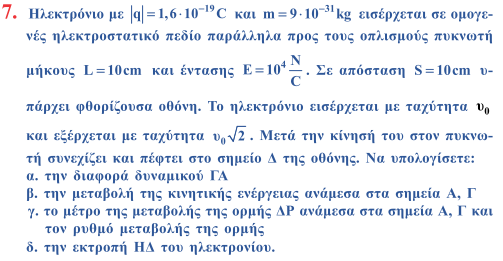 7. Ηλεκτρόνιο με |q|=1,6·10⁻¹⁹C και m=9·10⁻³¹kg εισέρχεται σε ομογε-
νές ηλεκτροστατικό πεδίο παράλληλα προς τους οπλισμούς πυκνωτή
μήκους L=10cm και έντασης E=10⁴ N/C . Σε απόσταση S=10cm υ-
πάρχει φθορίζουσα οθόνη. Το ηλεκτρόνιο εισέρχεται με ταχύτητα υ₀
και εξέρχεται με ταχύτητα υ₀√2 . Μετά την κίνησή του στον πυκνω-
τή συνεχίζει και πέφτει στο σημείο Δ της οθόνης. Να υπολογίσετε:
α. την διαφορά δυναμικού ΓΑ
β. την μεταβολή της κινητικής ενέργειας ανάμεσα στα σημεία Α, Γ
γ. το μέτρο της μεταβολής της ορμής ΔΡ ανάμεσα στα σημεία Α, Γ και
τον ρυθμό μεταβολής της ορμής
δ. την εκτροπή ΗΔ του ηλεκτρονίου.